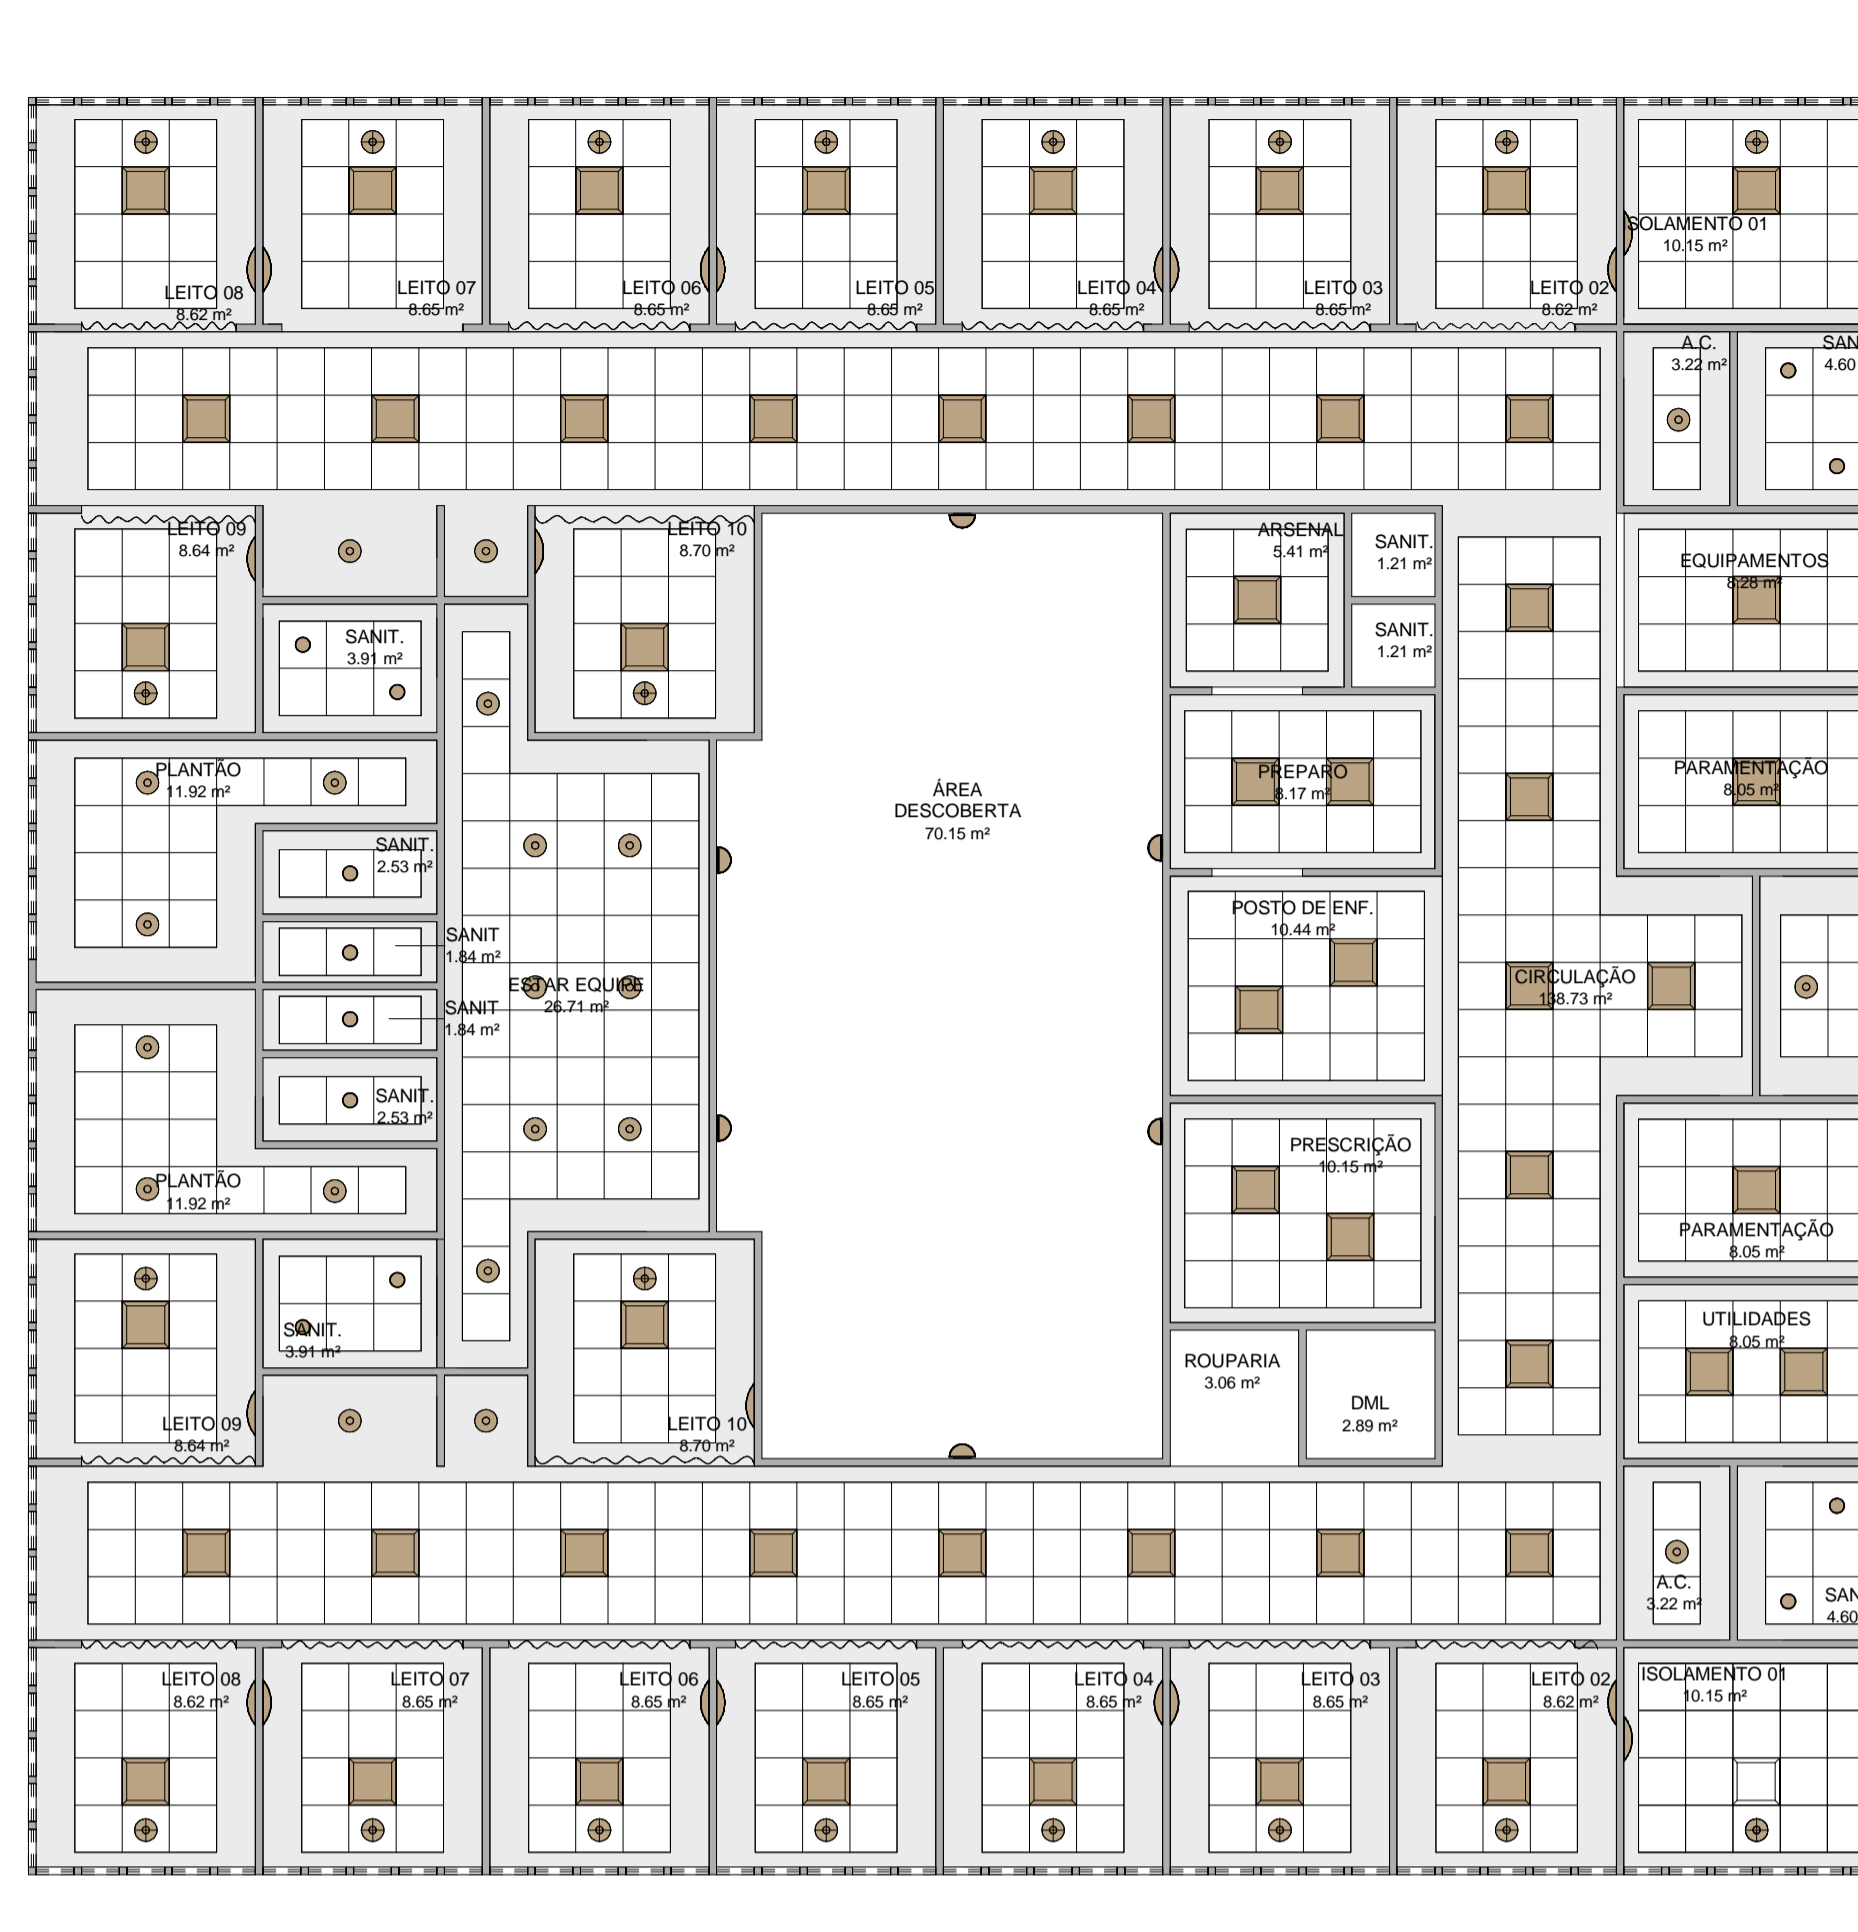 SOLAMENTO 01
10.15 m²
LEITO 08
8.62 m²
LEITO 07
8.65 m²
LEITO 06
8.65 m²
LEITO 05
8.65 m²
LEITO 04
8.65 m²
LEITO 03
8.65 m²
LEITO 02
8.62 m²
A.C.
3.22 m²
SAN
4.60
LEITO 09
8.64 m²
LEITO 10
8.70 m²
ARSENAL
5.41 m²
SANIT.
1.21 m²
EQUIPAMENTOS
8.28 m²
SANIT.
3.91 m²
SANIT.
1.21 m²
PLANTÃO
11.92 m²
ÁREA
DESCOBERTA
70.15 m²
PREPARO
8.17 m²
PARAMENTAÇÃO
8.05 m²
SANIT.
2.53 m²
SANIT
1.84 m²
POSTO DE ENF.
10.44 m²
ESTAR EQUIPE
26.71 m²
CIRCULAÇÃO
138.73 m²
SANIT
1.84 m²
SANIT.
2.53 m²
PRESCRIÇÃO
10.15 m²
PLANTÃO
11.92 m²
PARAMENTAÇÃO
8.05 m²
SANIT.
3.91 m²
UTILIDADES
8.05 m²
ROUPARIA
3.06 m²
DML
2.89 m²
LEITO 09
8.64 m²
LEITO 10
8.70 m²
A.C.
3.22 m²
SAN
4.60
LEITO 08
8.62 m²
LEITO 07
8.65 m²
LEITO 06
8.65 m²
LEITO 05
8.65 m²
LEITO 04
8.65 m²
LEITO 03
8.65 m²
LEITO 02
8.62 m²
ISOLAMENTO 01
10.15 m²